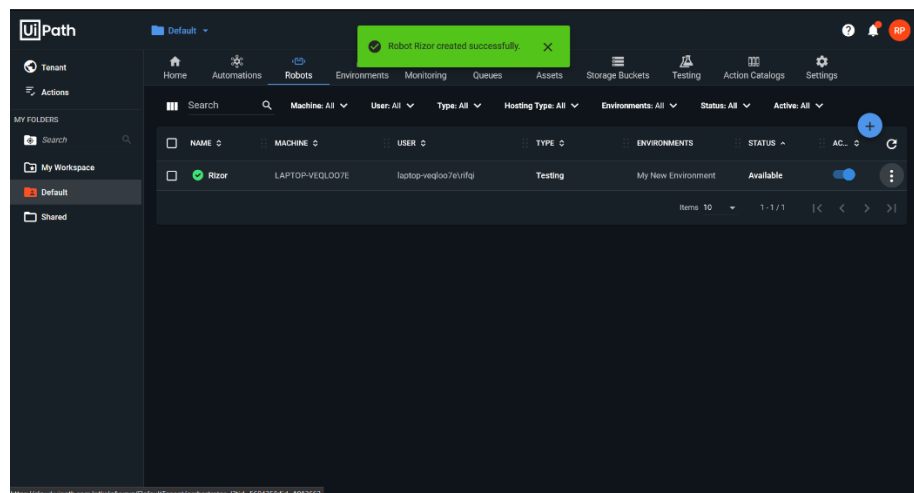 UiPath
Default
Robot Rizor created successfully.
RP
Tenant
Actions
MY FOLDERS
Search
My Workspace
Default
Shared
Home Automations Robots Environments Monitoring Queues Assets Storage Buckets Testing Action Catalogs Settings
Search Machine: All User: All Type: All Hosting Type: All Environments: All Status: All Active: All
NAME MACHINE USER TYPE ENVIRONMENTS STATUS AC...
Rizor LAPTOP-VEQLOO7E laptop-veqloo7e\rifqi Testing My New Environment Available
Items 10 1 - 1 / 1